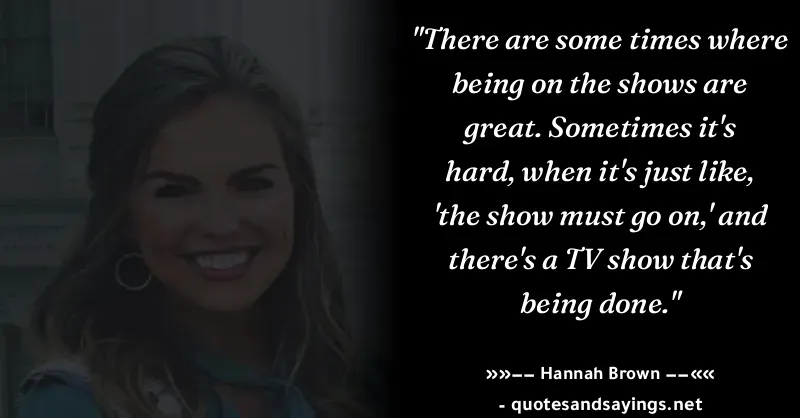 "There are some times where
being on the shows are
great. Sometimes it's
hard, when it's just like,
'the show must go on,' and
there's a TV show that's
being done."
»»−− Hannah Brown −−««
- quotesandsayings.net